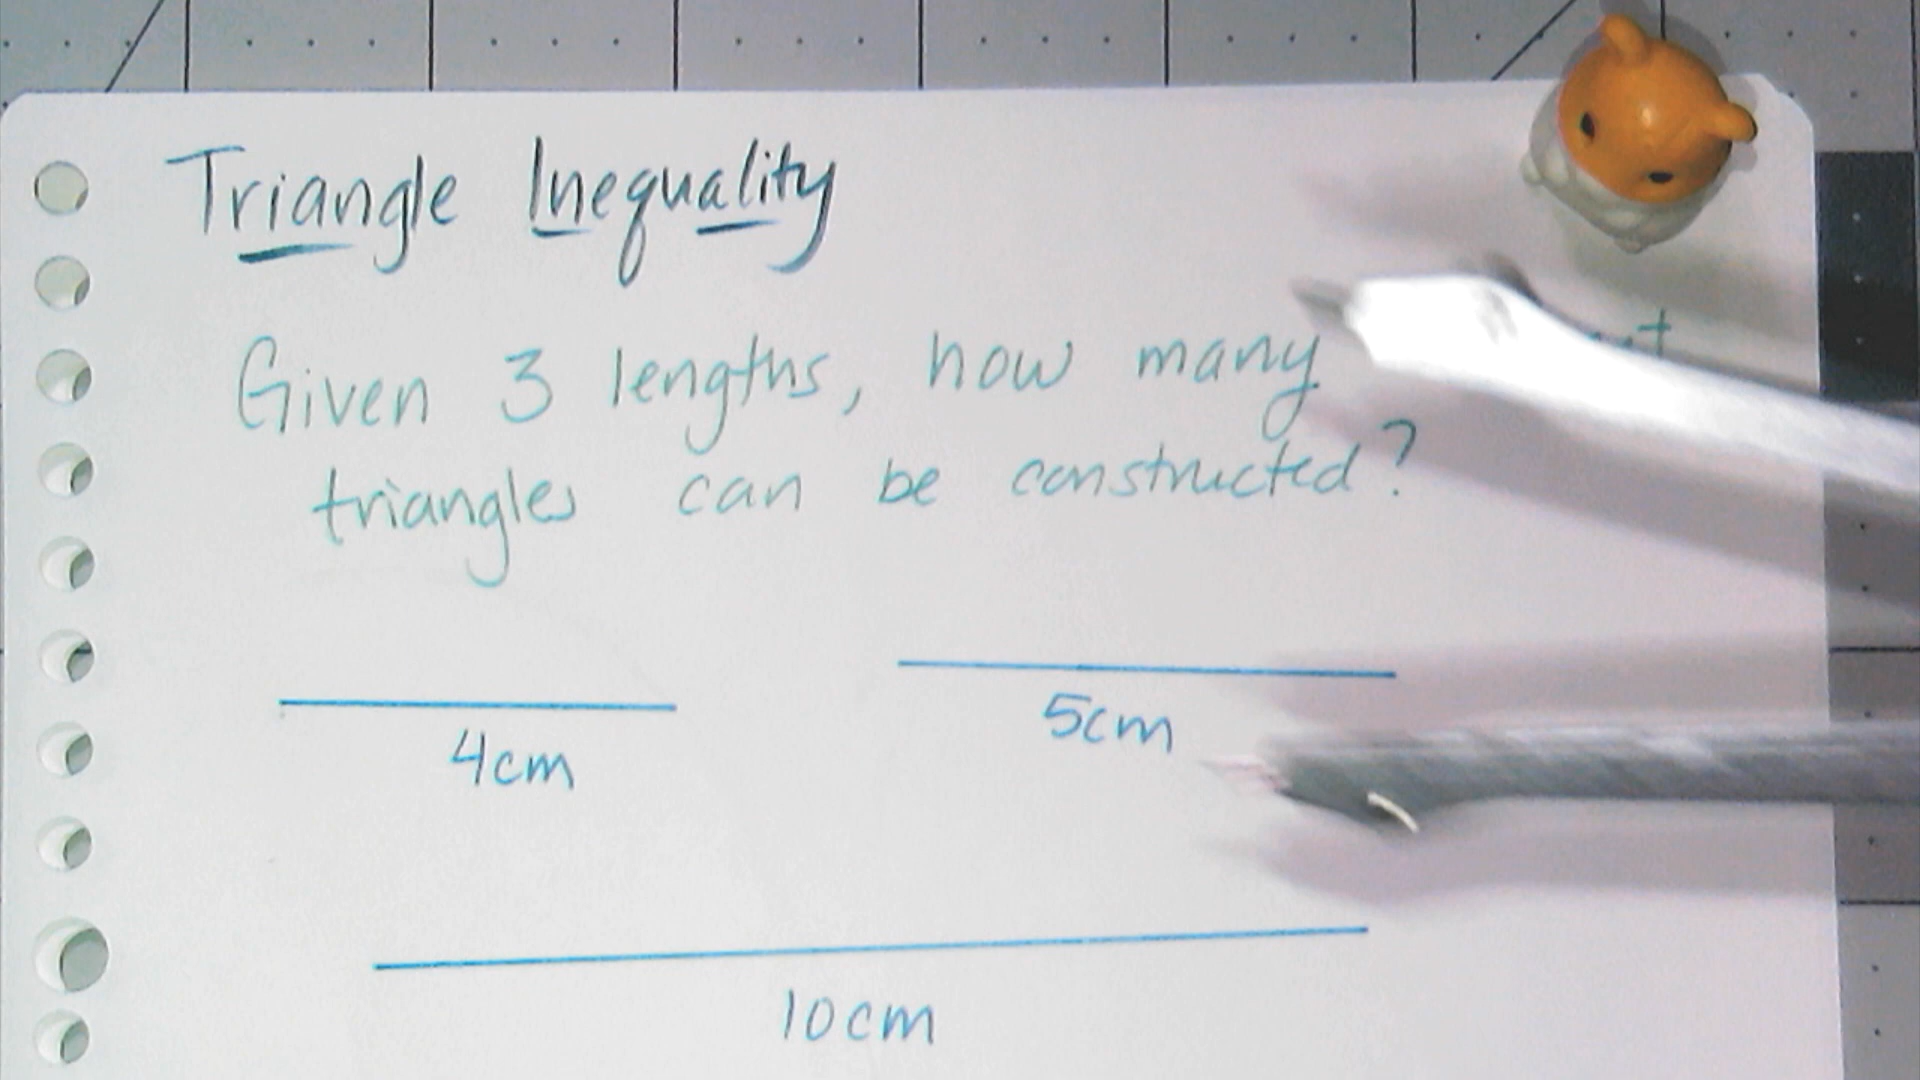 Triangle Inequality
Given 3 lengths, how many
triangles can be constructed?
5cm
4cm
10cm